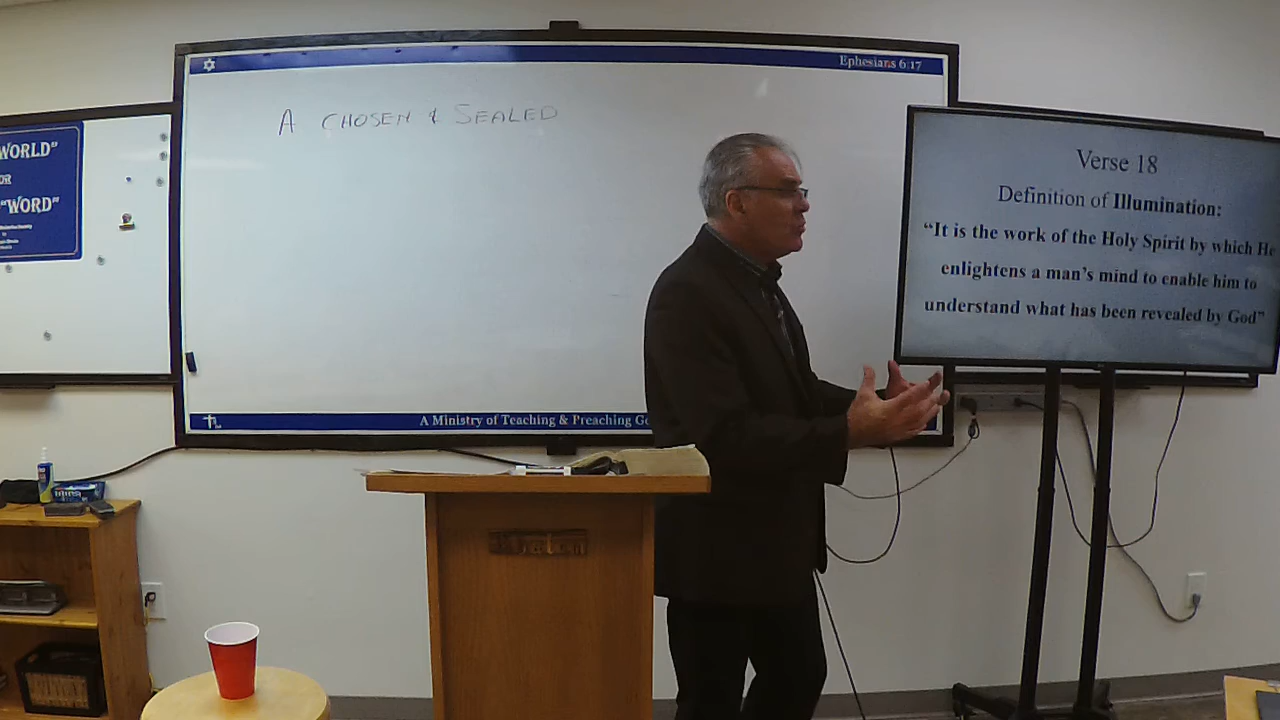 Ephesians 6:17
A CHOSEN & SEALED
WORLD"
OR
"WORD"
Verse 18
Definition of Illumination:
"It is the work of the Holy Spirit by which He
enlightens a man's mind to enable him to
understand what has been revealed by God"
A Ministry of Teaching & Preaching